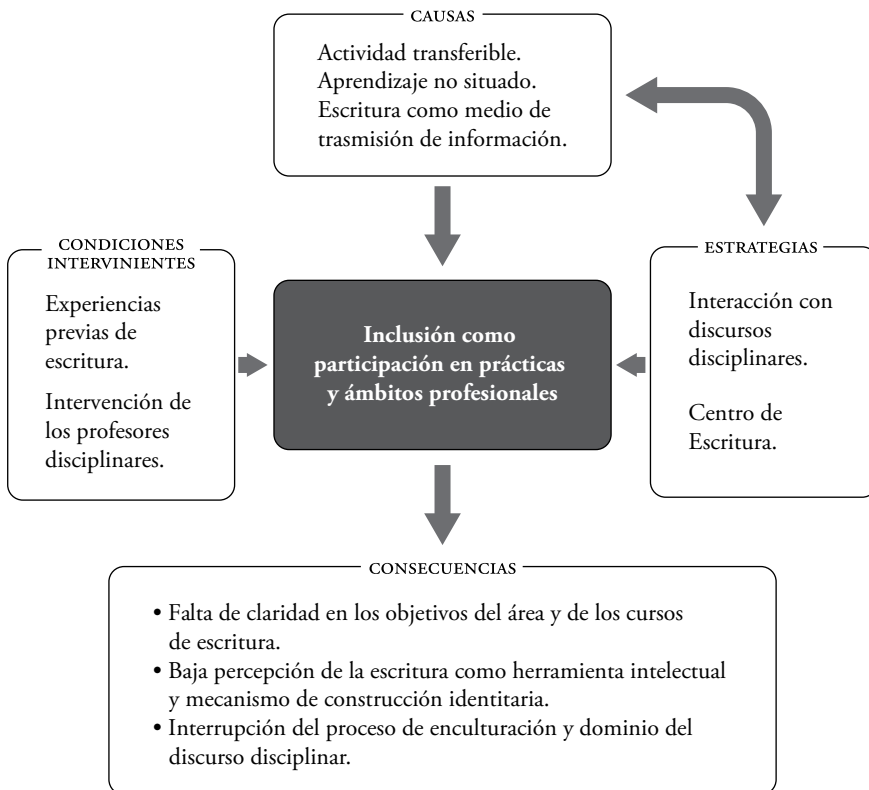 CAUSAS
Actividad transferible.
Aprendizaje no situado.
Escritura como medio de
trasmisión de información.
CONDICIONES
INTERVINIENTES
Experiencias
previas de
escritura.
Intervención de
los profesores
disciplinares.
Inclusión como
participación en prácticas
y ámbitos profesionales
ESTRATEGIAS
Interacción con
discursos
disciplinares.
Centro de
Escritura.
CONSECUENCIAS
• Falta de claridad en los objetivos del área y de los cursos
de escritura.
• Baja percepción de la escritura como herramienta intelectual
y mecanismo de construcción identitaria.
• Interrupción del proceso de enculturación y dominio del
discurso disciplinar.